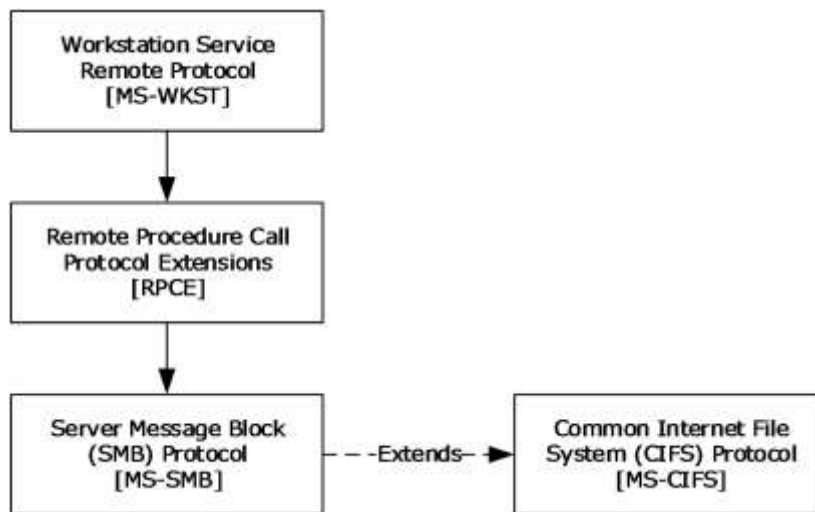 Workstation Service
Remote Protocol
[MS-WKST]
Remote Procedure Call
Protocol Extensions
[RPCE]
Server Message Block
(SMB) Protocol
[MS-SMB]
Extends
Common Internet File
System (CIFS) Protocol
[MS-CIFS]